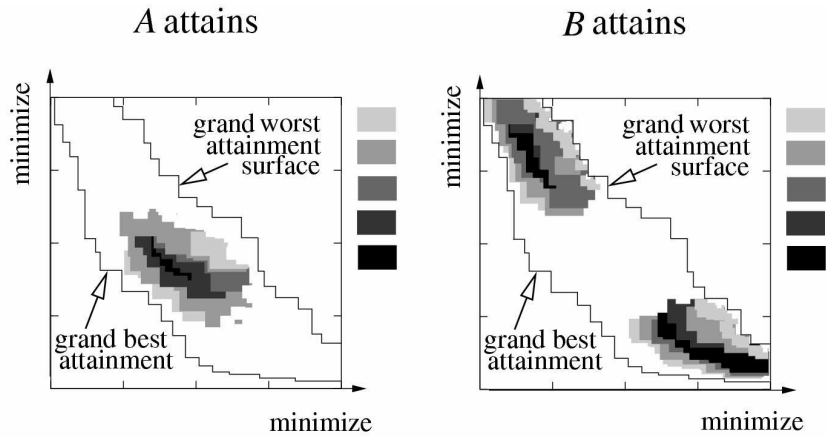 A attains
minimize
grand worst
attainment
surface
grand best
attainment
minimize
B attains
minimize
grand worst
attainment
surface
grand best
attainment
minimize